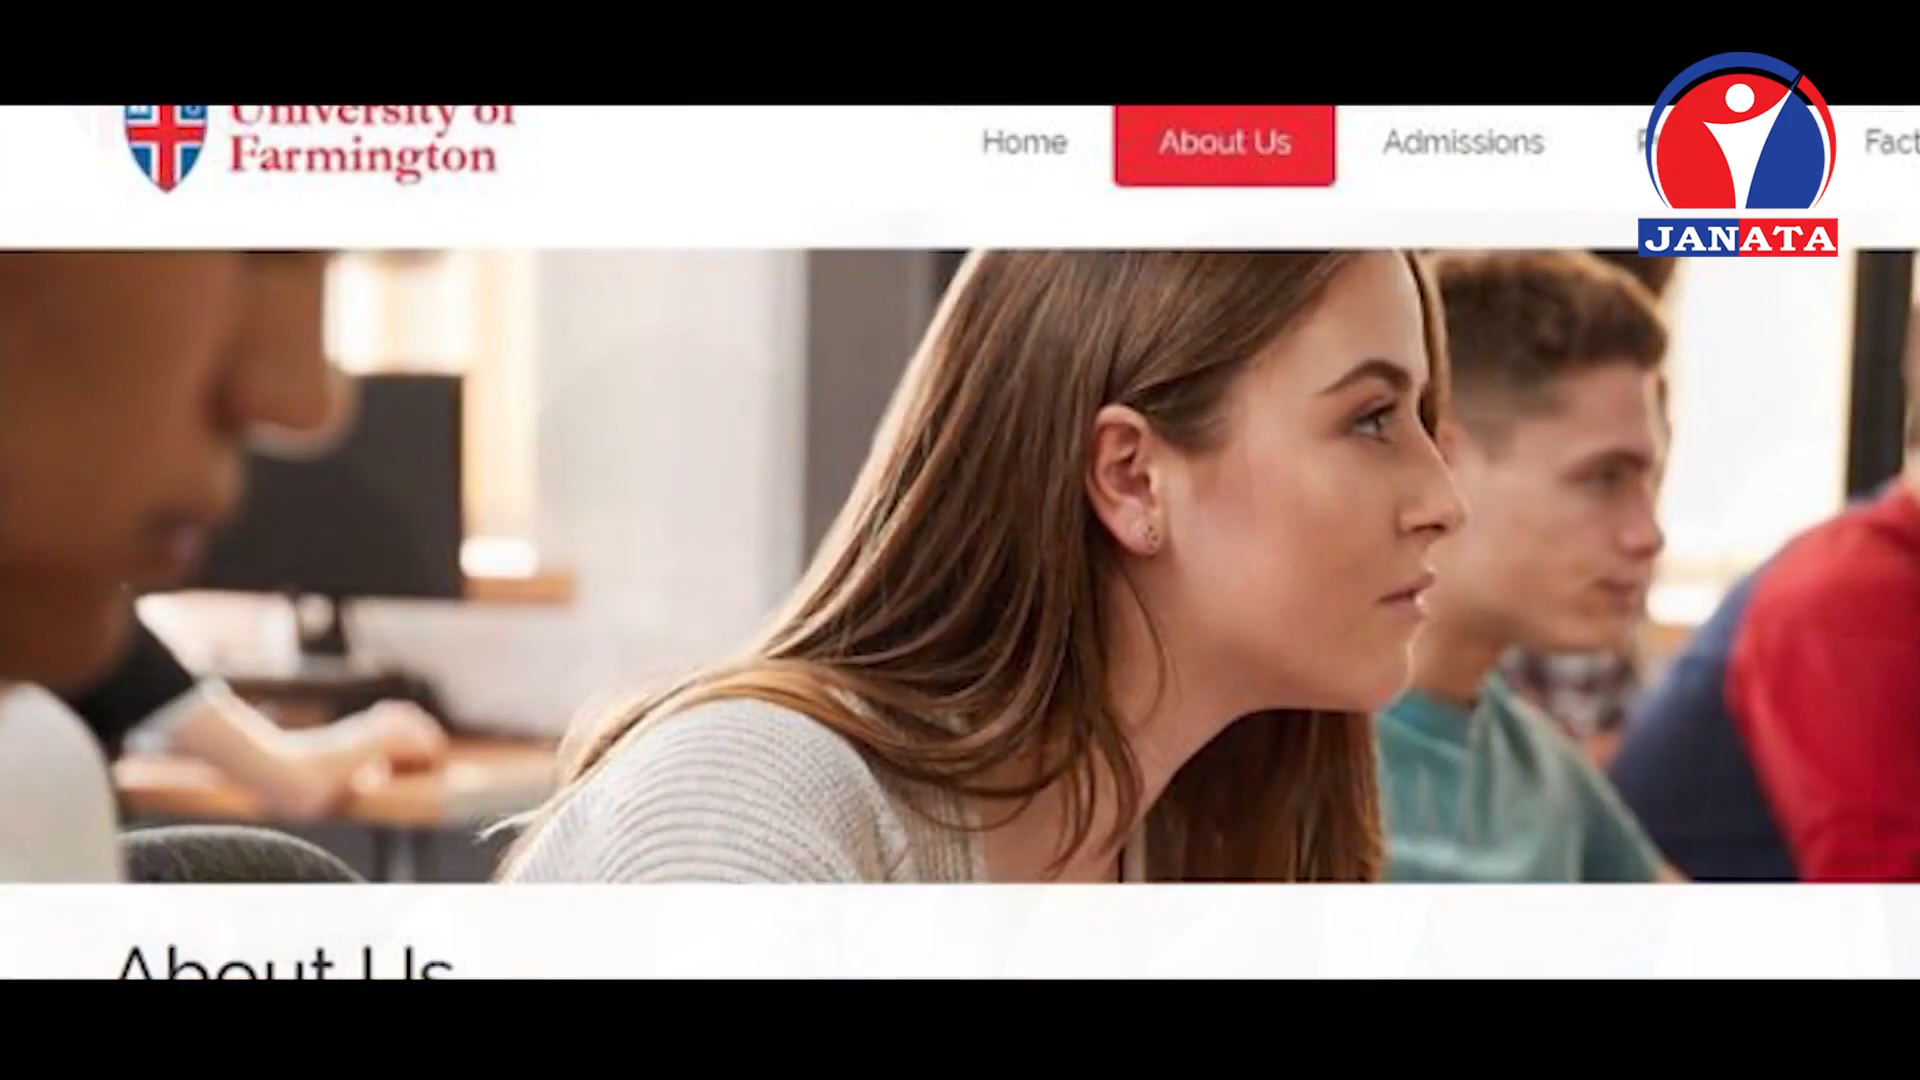 University of
Farmington
Home
About Us
Admissions
JANATA
About Us